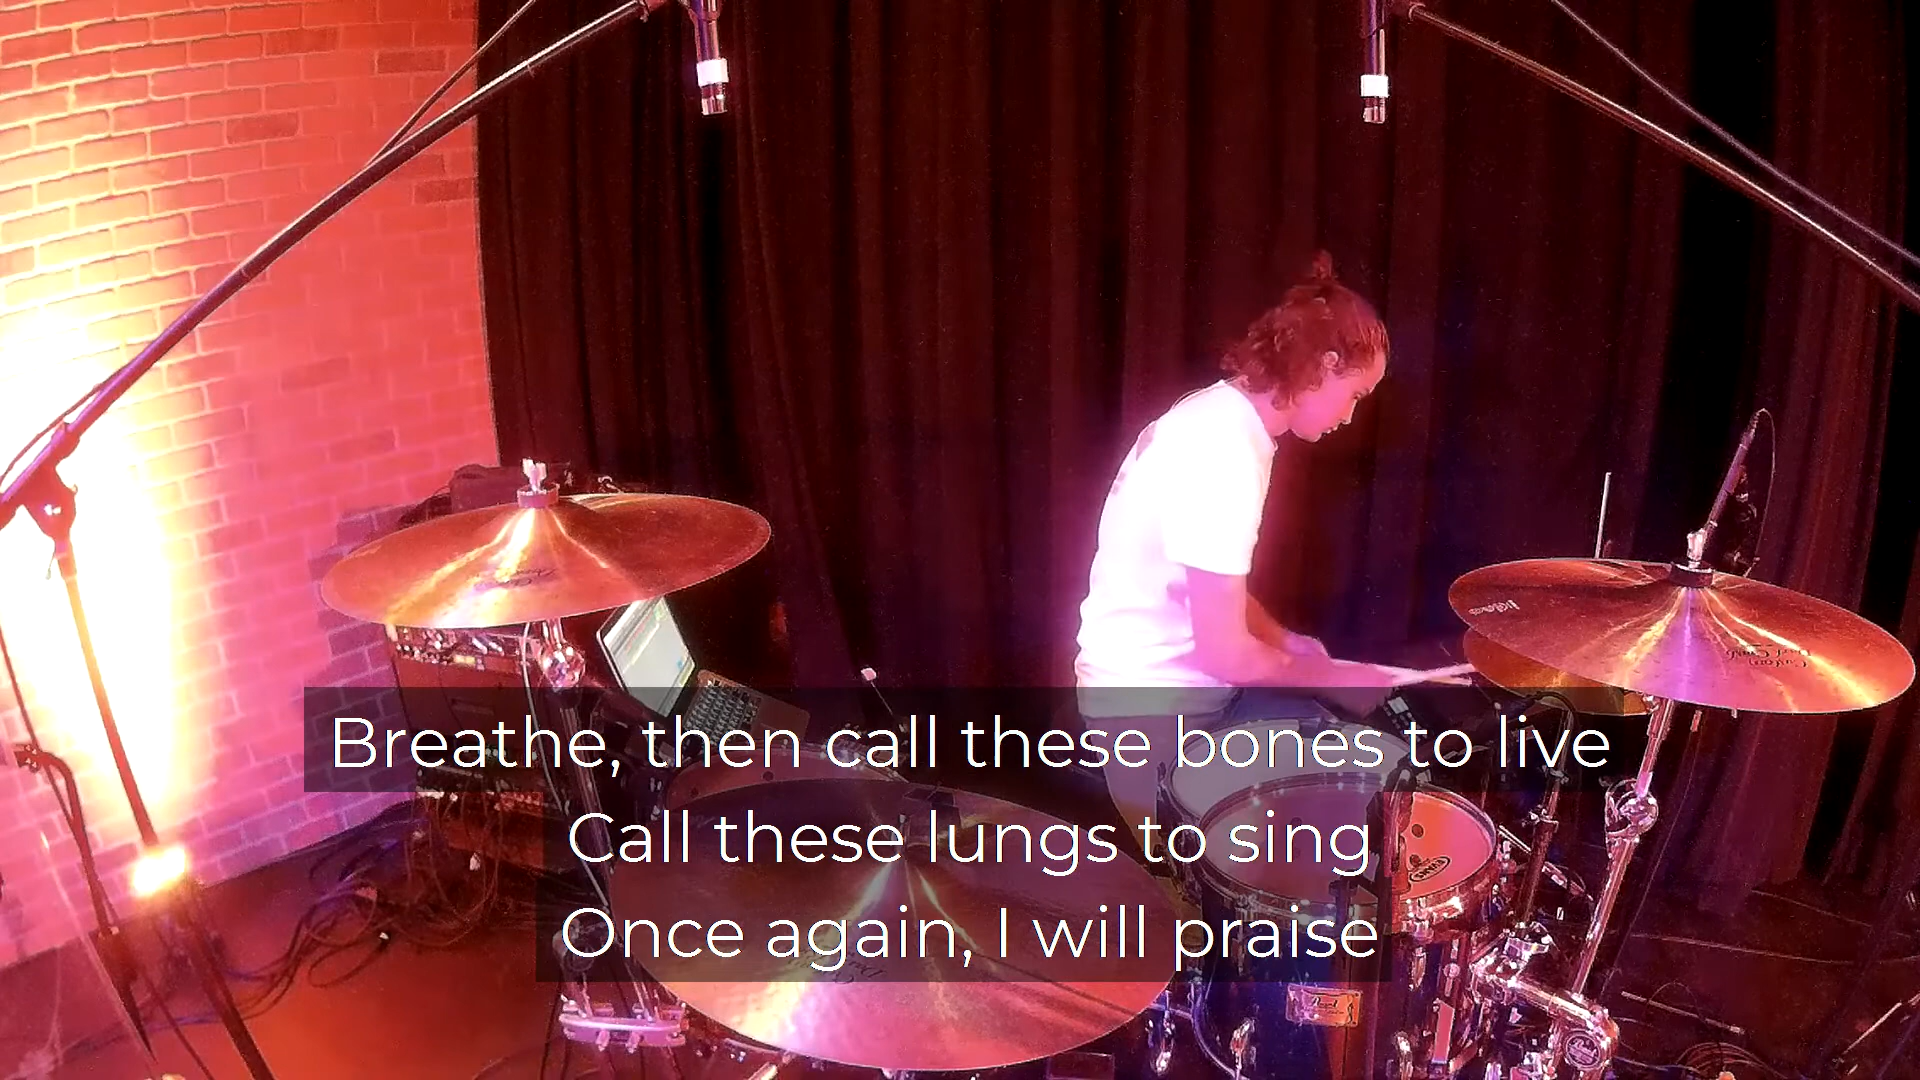 Breathe, then call these bones to live
Call these lungs to sing
Once again, I will praise